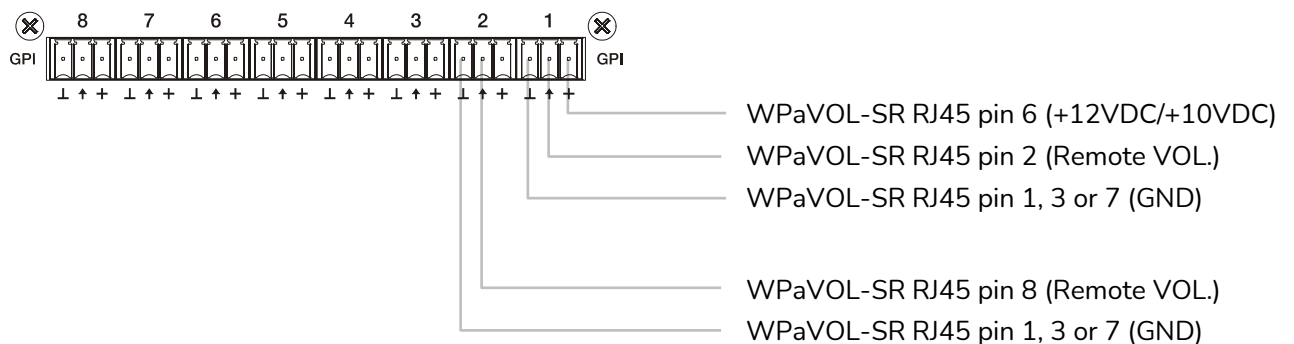 8 7 6 5 4 3 2 1
GPI GPI
⊥ ↑ + ⊥ ↑ + ⊥ ↑ + ⊥ ↑ + ⊥ ↑ + ⊥ ↑ + ⊥ ↑ + ⊥ ↑ +
WPaVOL-SR RJ45 pin 6 (+12VDC/+10VDC)
WPaVOL-SR RJ45 pin 2 (Remote VOL.)
WPaVOL-SR RJ45 pin 1, 3 or 7 (GND)
WPaVOL-SR RJ45 pin 8 (Remote VOL.)
WPaVOL-SR RJ45 pin 1, 3 or 7 (GND)